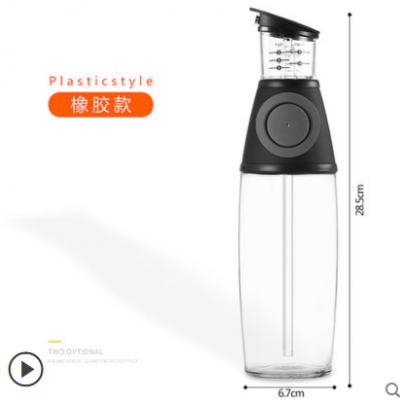 Plasticstyle
橡胶款
28.5cm
6.7cm
TWO OPTIONAL